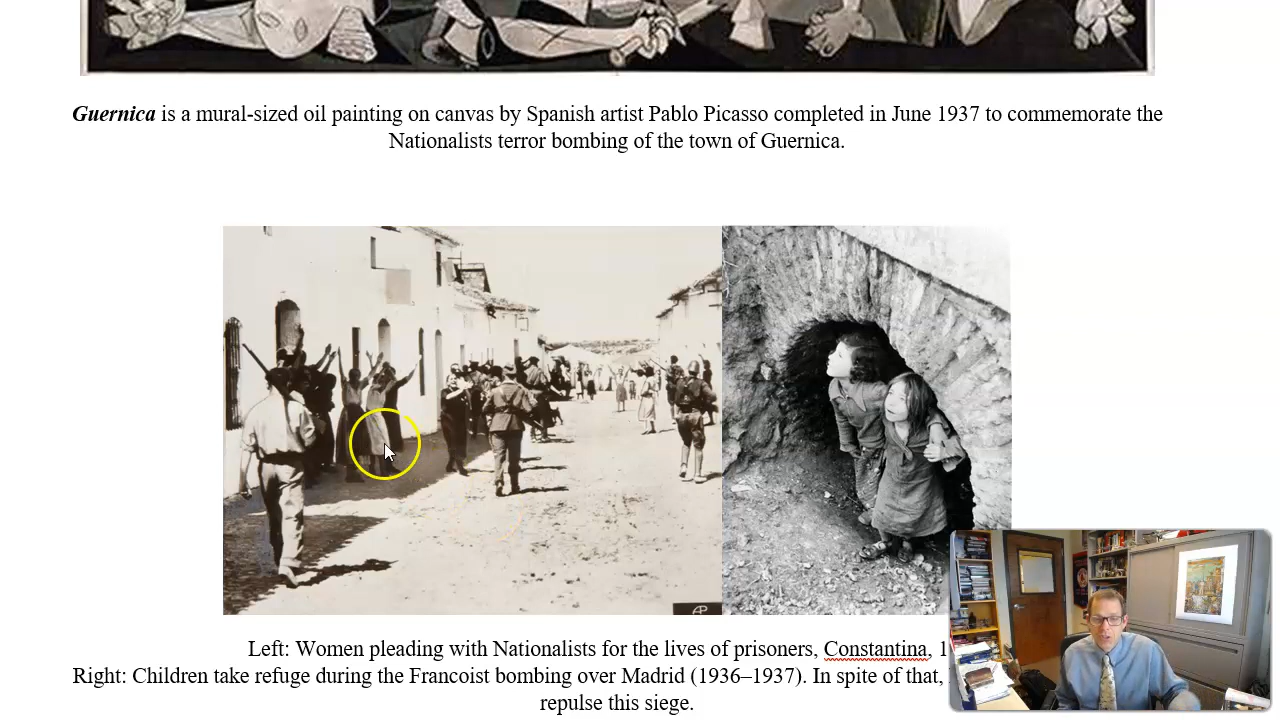 Guernica is a mural-sized oil painting on canvas by Spanish artist Pablo Picasso completed in June 1937 to commemorate the
Nationalists terror bombing of the town of Guernica.
AP
Left: Women pleading with Nationalists for the lives of prisoners, Constantina, 1
Right: Children take refuge during the Francoist bombing over Madrid (1936–1937). In spite of that,
repulse this siege.